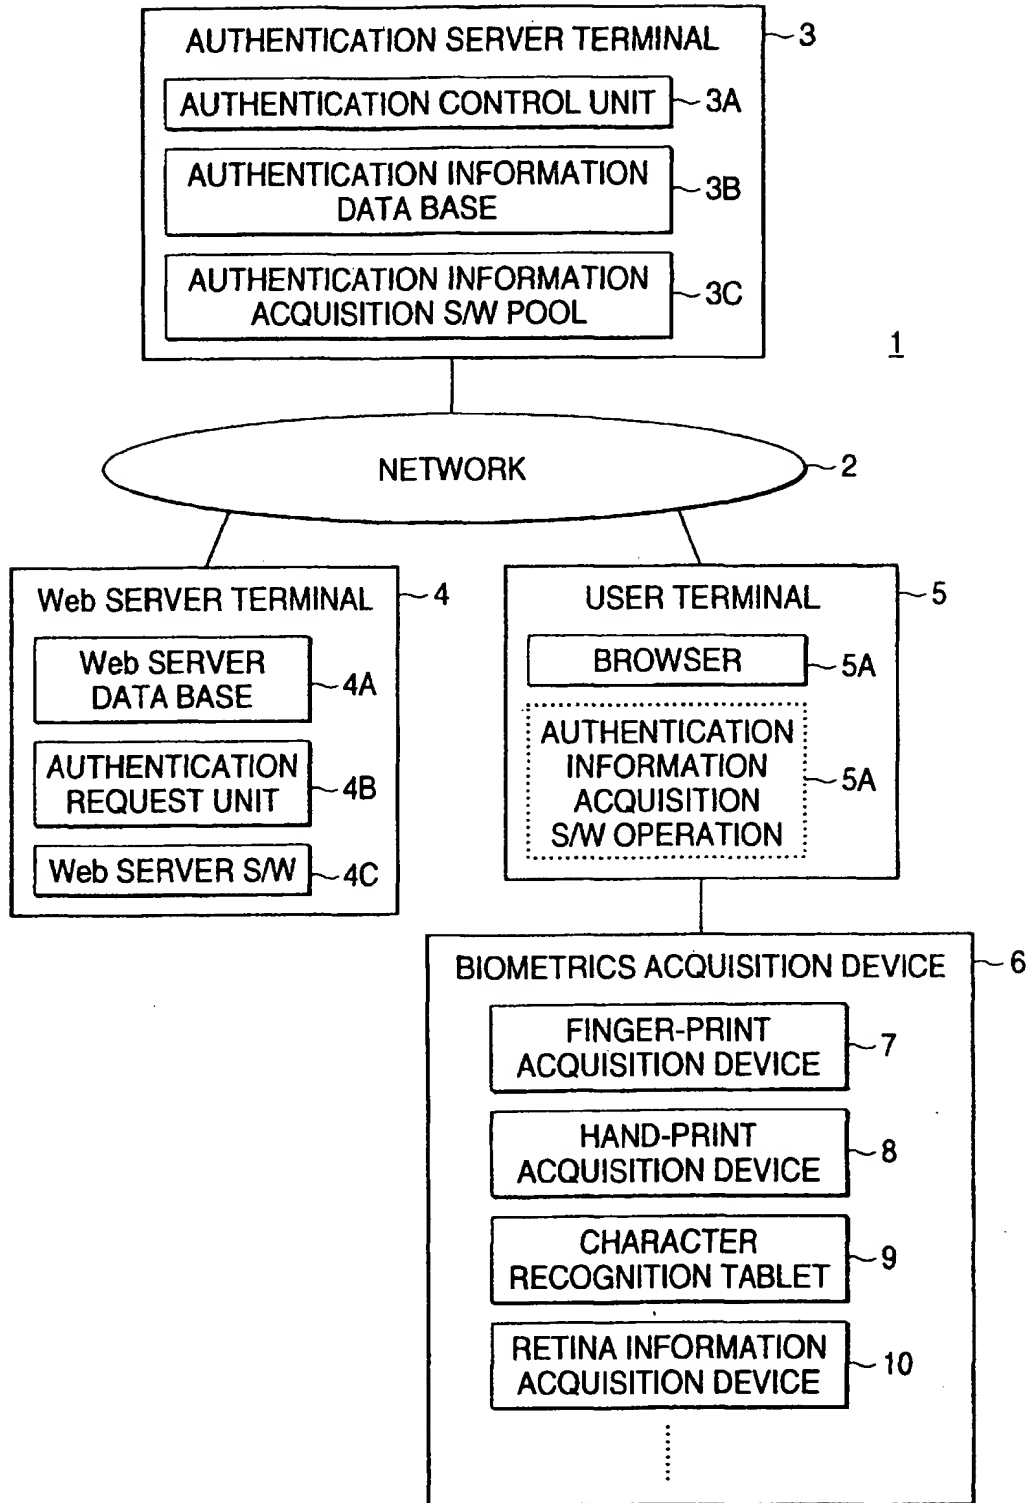 AUTHENTICATION SERVER TERMINAL
3
AUTHENTICATION CONTROL UNIT
3A
AUTHENTICATION INFORMATION
DATA BASE
3B
AUTHENTICATION INFORMATION
ACQUISITION S/W POOL
3C
1
NETWORK
2
Web SERVER TERMINAL
4
Web SERVER
DATA BASE
4A
AUTHENTICATION
REQUEST UNIT
4B
Web SERVER S/W
4C
USER TERMINAL
5
BROWSER
5A
AUTHENTICATION
INFORMATION
ACQUISITION
S/W OPERATION
5A
BIOMETRICS ACQUISITION DEVICE
6
FINGER-PRINT
ACQUISITION DEVICE
7
HAND-PRINT
ACQUISITION DEVICE
8
CHARACTER
RECOGNITION TABLET
9
RETINA INFORMATION
ACQUISITION DEVICE
10